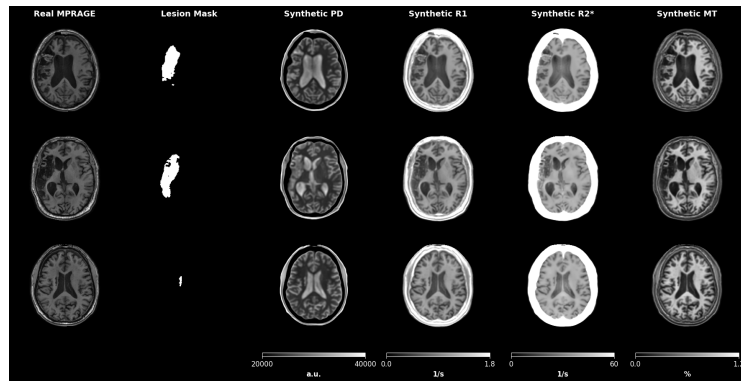 Real MPRAGE Lesion Mask Synthetic PD Synthetic R1 Synthetic R2* Synthetic MT
20000 40000 0.0 1.8 0 60 0.0
a.u. 1/s 1/s %